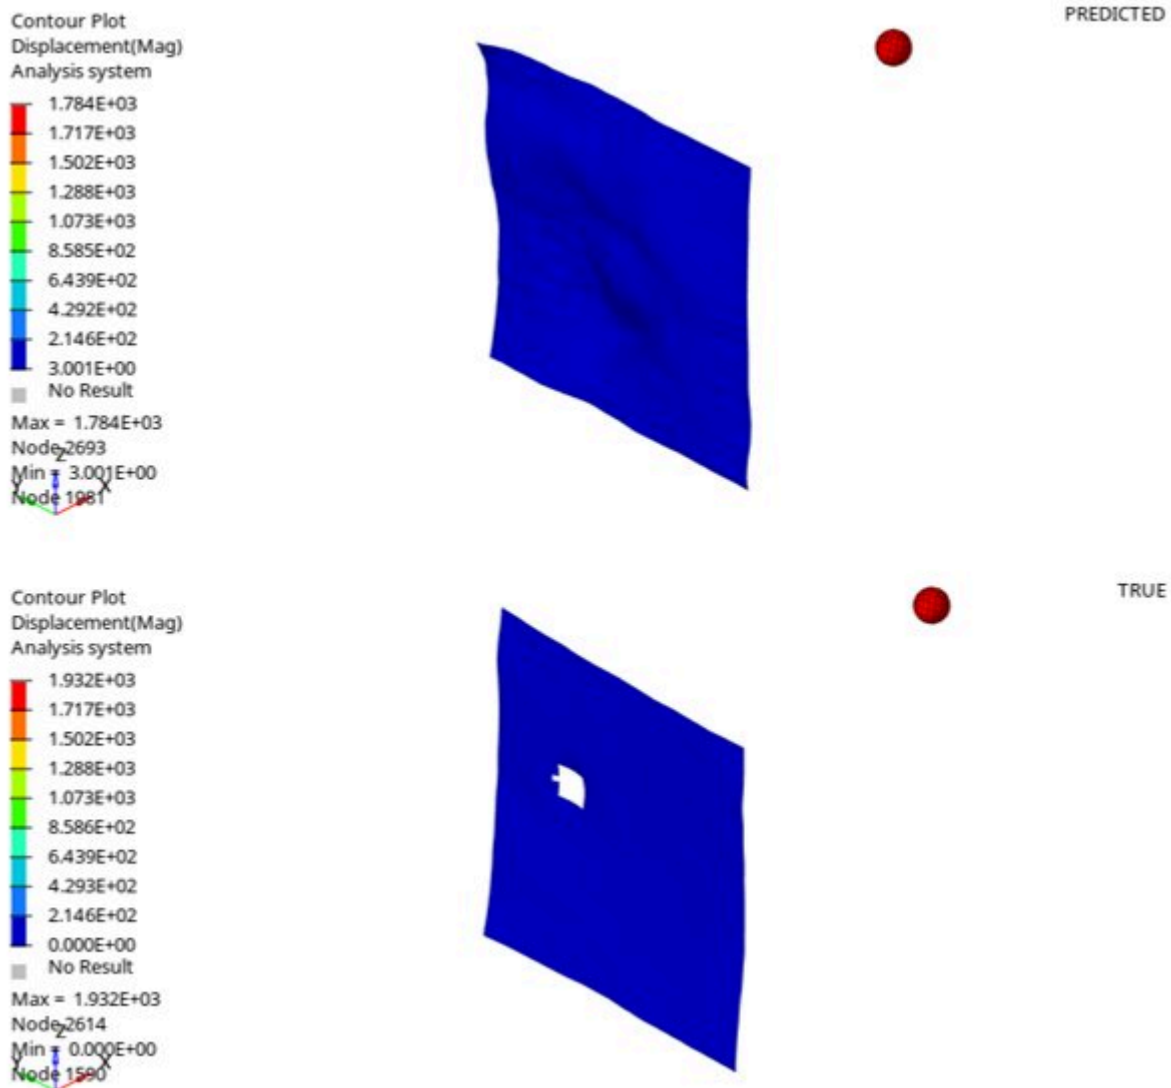 PREDICTED
Contour Plot
Displacement(Mag)
Analysis system
1.784E+03
1.717E+03
1.502E+03
1.288E+03
1.073E+03
8.585E+02
6.439E+02
4.292E+02
2.146E+02
3.001E+00
No Result
Max = 1.784E+03
Node 2693
Z
Min = 3.001E+00
Y X
Node 1981
TRUE
Contour Plot
Displacement(Mag)
Analysis system
1.932E+03
1.717E+03
1.502E+03
1.288E+03
1.073E+03
8.586E+02
6.439E+02
4.293E+02
2.146E+02
0.000E+00
No Result
Max = 1.932E+03
Node 2614
Z
Min = 0.000E+00
Y X
Node 1590